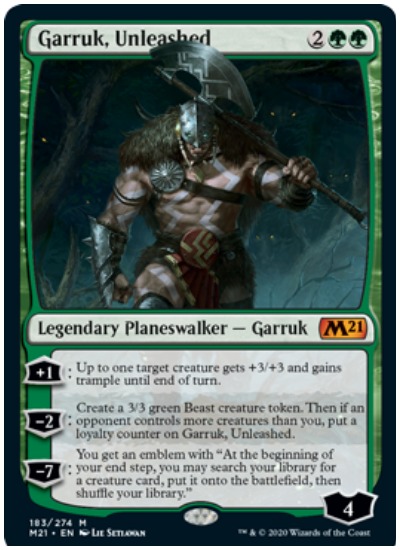 Garruk, Unleashed 2
Legendary Planeswalker — Garruk M21
+1 : Up to one target creature gets +3/+3 and gains
trample until end of turn.
-2 : Create a 3/3 green Beast creature token. Then if an
opponent controls more creatures than you, put a
loyalty counter on Garruk, Unleashed.
-7 : You get an emblem with “At the beginning of
your end step, you may search your library for
a creature card, put it onto the battlefield, then
shuffle your library.”
4
183/274 M
M21 • EN Lie Setiawan
™ & © 2020 Wizards of the Coast